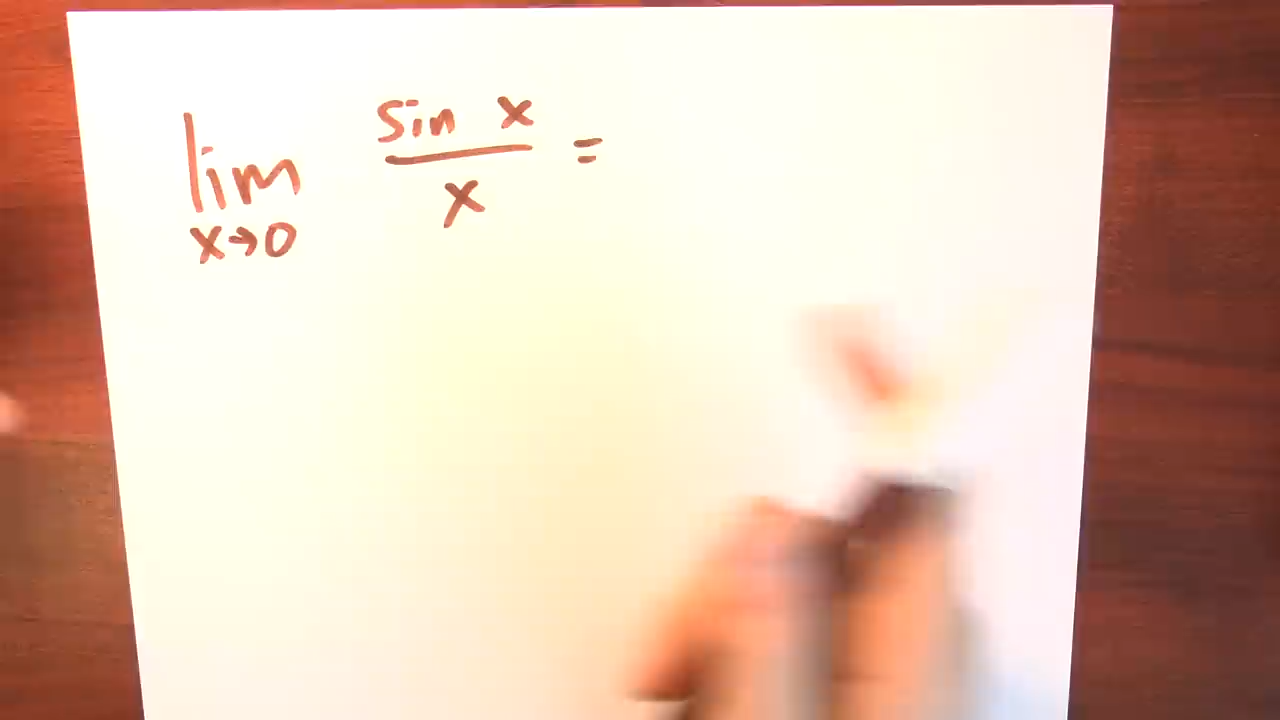 lim sin x / x =
x→0